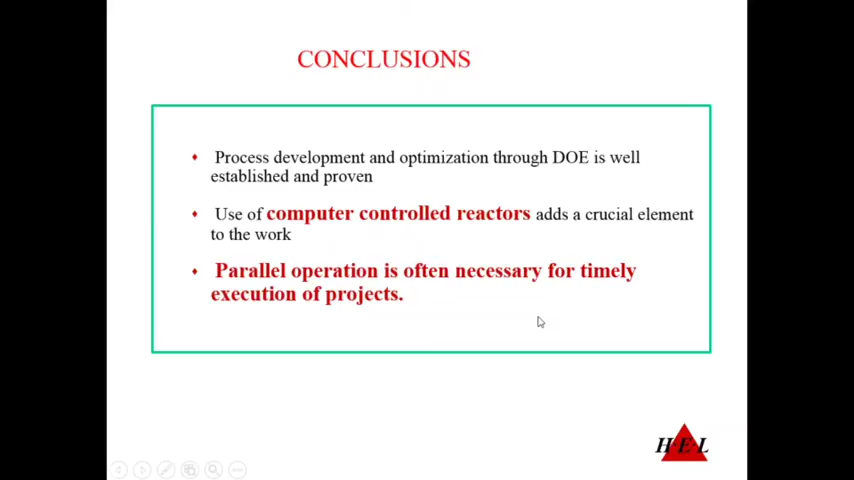 CONCLUSIONS
Process development and optimization through DOE is well
established and proven
Use of computer controlled reactors adds a crucial element
to the work
Parallel operation is often necessary for timely
execution of projects.
H·E·L